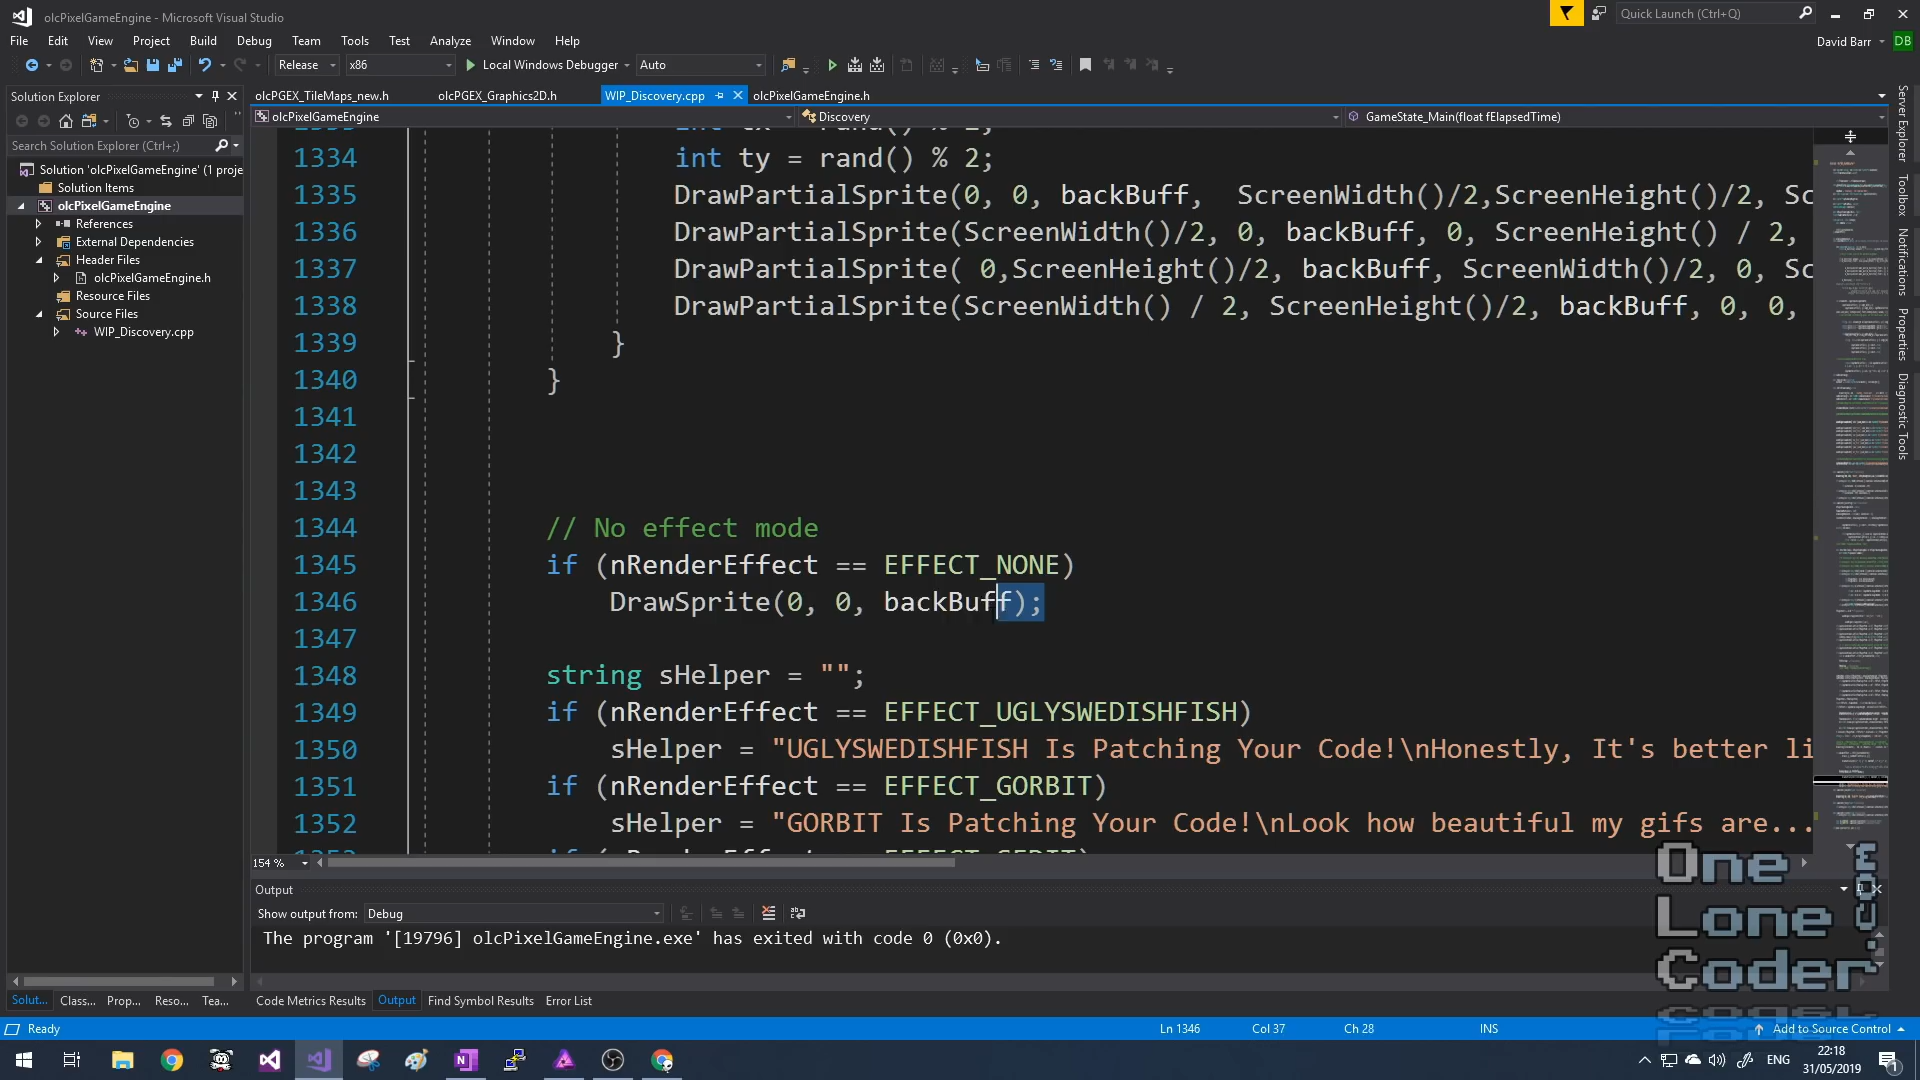 olcPixelGameEngine - Microsoft Visual Studio
Quick Launch (Ctrl+Q)
File Edit View Project Build Debug Team Tools Test Analyze Window Help
David Barr DB
Release x86 Local Windows Debugger Auto
Solution Explorer
olcPGEX_TileMaps_new.h olcPGEX_Graphics2D.h WIP_Discovery.cpp olcPixelGameEngine.h
olcPixelGameEngine Discovery GameState_Main(float fElapsedTime)
Search Solution Explorer (Ctrl+;)
Solution 'olcPixelGameEngine' (1 proje
Solution Items
olcPixelGameEngine
References
External Dependencies
Header Files
olcPixelGameEngine.h
Resource Files
Source Files
WIP_Discovery.cpp
1334 int ty = rand() % 2;
1335 DrawPartialSprite(0, 0, backBuff, ScreenWidth()/2,ScreenHeight()/2, Sc
1336 DrawPartialSprite(ScreenWidth()/2, 0, backBuff, 0, ScreenHeight() / 2,
1337 DrawPartialSprite( 0,ScreenHeight()/2, backBuff, ScreenWidth()/2, 0, Sc
1338 DrawPartialSprite(ScreenWidth() / 2, ScreenHeight()/2, backBuff, 0, 0,
1339 }
1340 }
1341
1342
1343
1344 // No effect mode
1345 if (nRenderEffect == EFFECT_NONE)
1346 DrawSprite(0, 0, backBuff);
1347
1348 string sHelper = "";
1349 if (nRenderEffect == EFFECT_UGLYSWEDISHFISH)
1350 sHelper = "UGLYSWEDISHFISH Is Patching Your Code!\nHonestly, It's better li
1351 if (nRenderEffect == EFFECT_GORBIT)
1352 sHelper = "GORBIT Is Patching Your Code!\nLook how beautiful my gifs are...
154 %
Server Explorer
Toolbox
Notifications
Properties
Diagnostic Tools
Output
Show output from: Debug
The program '[19796] olcPixelGameEngine.exe' has exited with code 0 (0x0).
Solut... Class... Prop... Reso... Tea...
Code Metrics Results Output Find Symbol Results Error List
One
Lone
Coder
.com
Ready Ln 1346 Col 37 Ch 28 INS Add to Source Control
ENG 22:18
31/05/2019
1